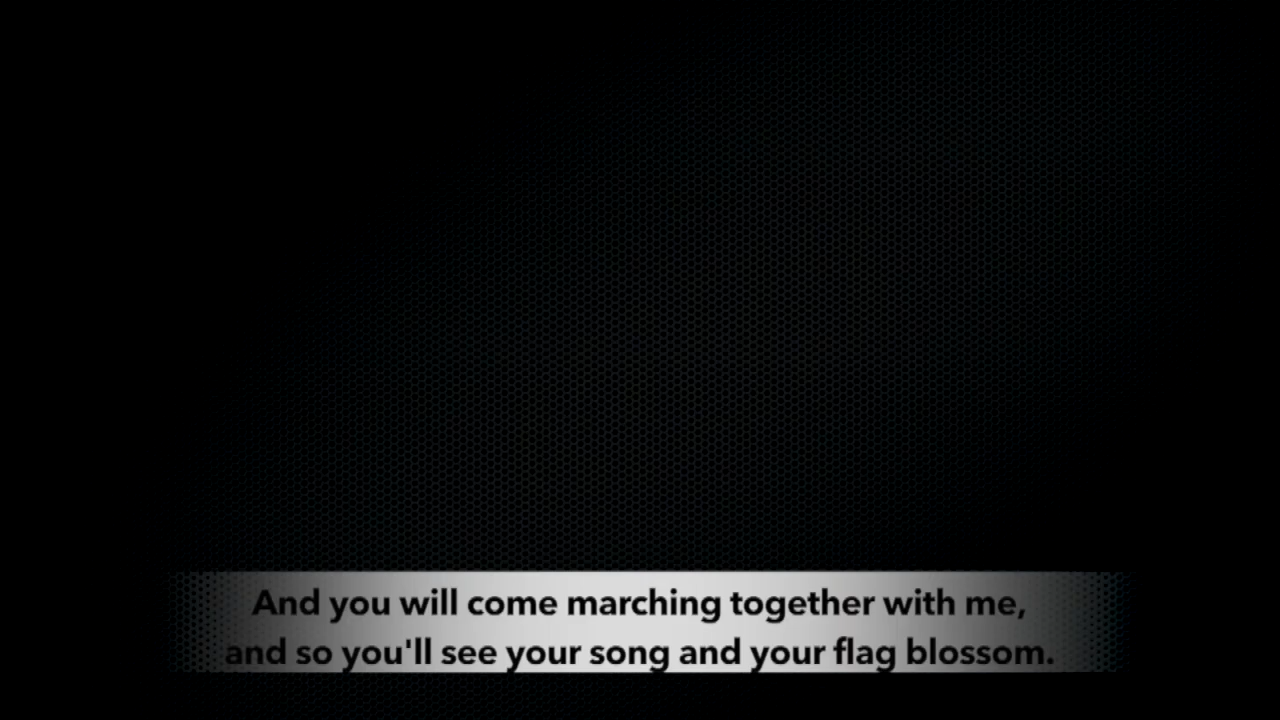 And you will come marching together with me,
and so you'll see your song and your flag blossom.